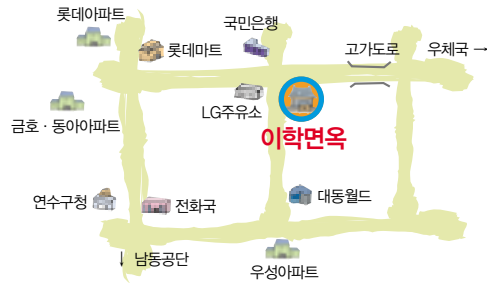 롯데아파트
국민은행
롯데마트
고가도로
우체국 →
LG주유소
금호 · 동아아파트
이학면옥
연수구청
전화국
대동월드
↓ 남동공단
우성아파트